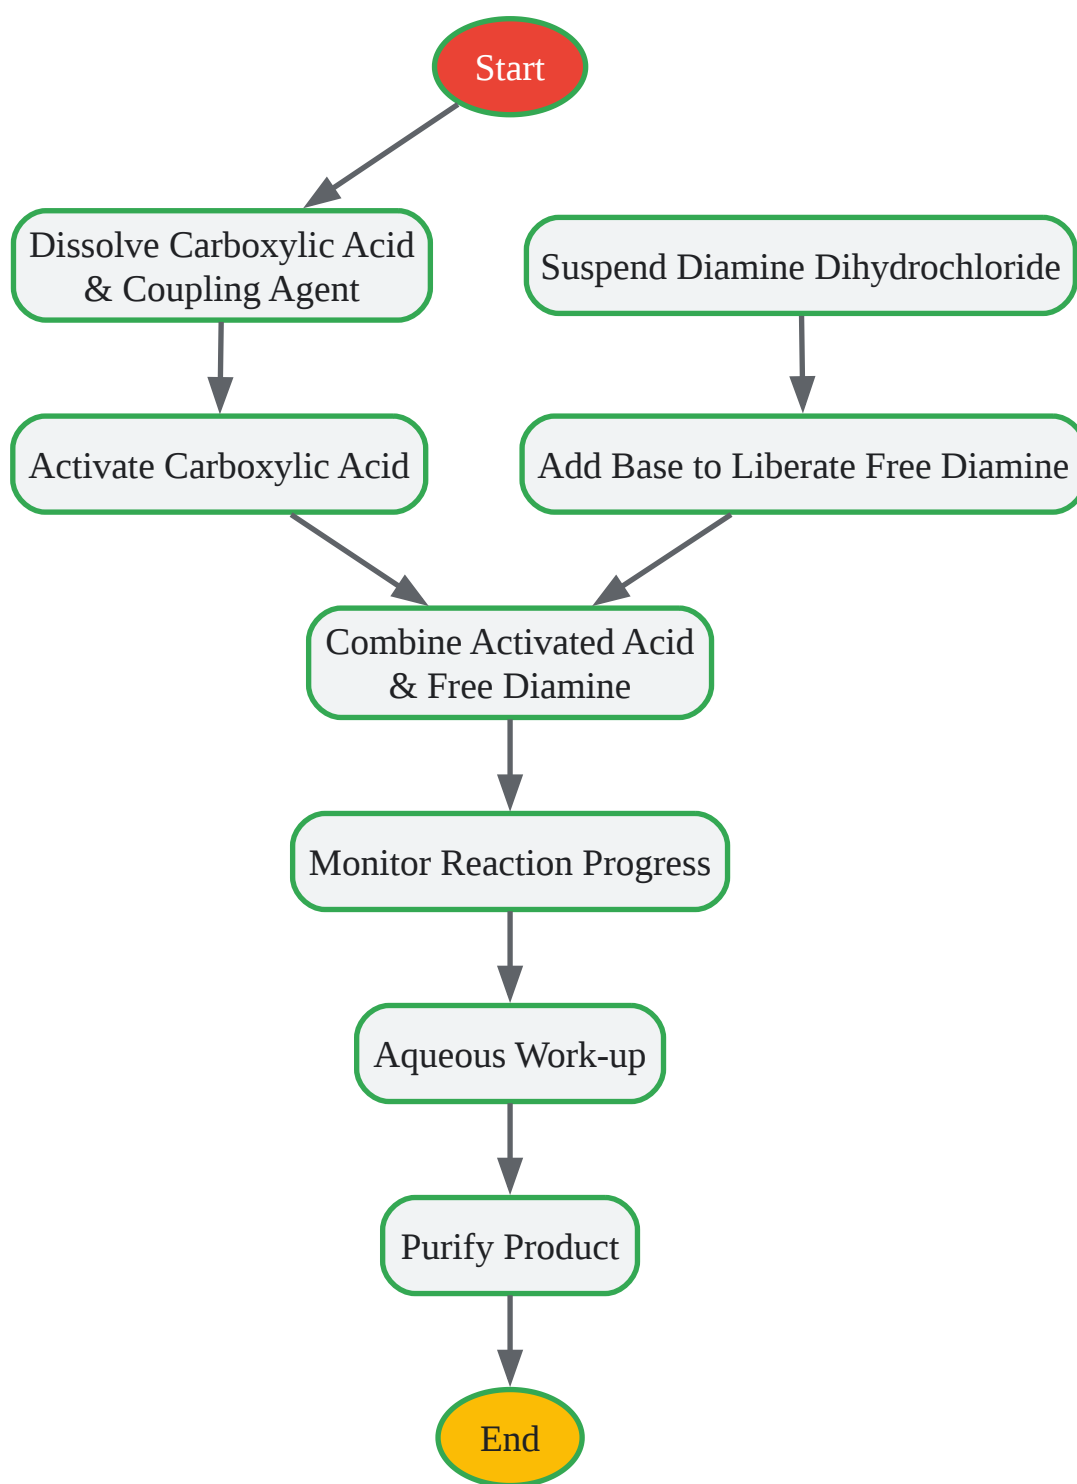 Start
Dissolve Carboxylic Acid
& Coupling Agent
Suspend Diamine Dihydrochloride
Activate Carboxylic Acid
Add Base to Liberate Free Diamine
Combine Activated Acid
& Free Diamine
Monitor Reaction Progress
Aqueous Work-up
Purify Product
End